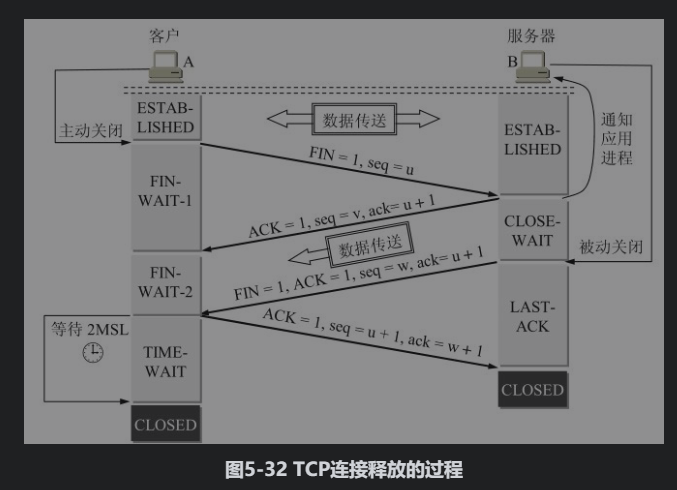 客户
服务器
A
B
ESTAB-
LISHED
数据传送
ESTAB-
LISHED
通知
应用
进程
主动关闭
FIN = 1, seq = u
FIN-
WAIT-1
ACK = 1, seq = v, ack= u + 1
CLOSE-
WAIT
数据传送
被动关闭
FIN-
WAIT-2
FIN = 1, ACK = 1, seq = w, ack= u + 1
LAST-
ACK
等待 2MSL
ACK = 1, seq = u + 1, ack = w + 1
TIME-
WAIT
CLOSED
CLOSED
图5-32 TCP连接释放的过程